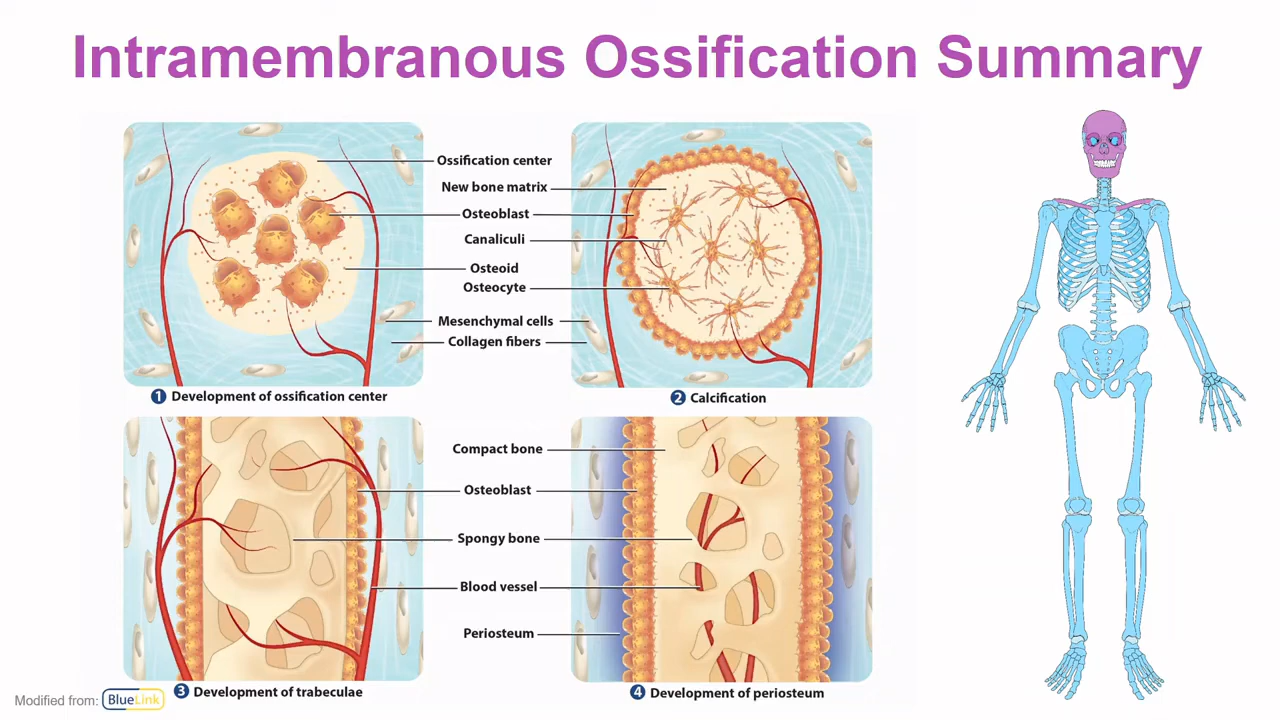 Intramembranous Ossification Summary
Ossification center
New bone matrix
Osteoblast
Canaliculi
Osteoid
Osteocyte
Mesenchymal cells
Collagen fibers
1 Development of ossification center
2 Calcification
Compact bone
Osteoblast
Spongy bone
Blood vessel
Periosteum
3 Development of trabeculae
4 Development of periosteum
Modified from: BlueLink